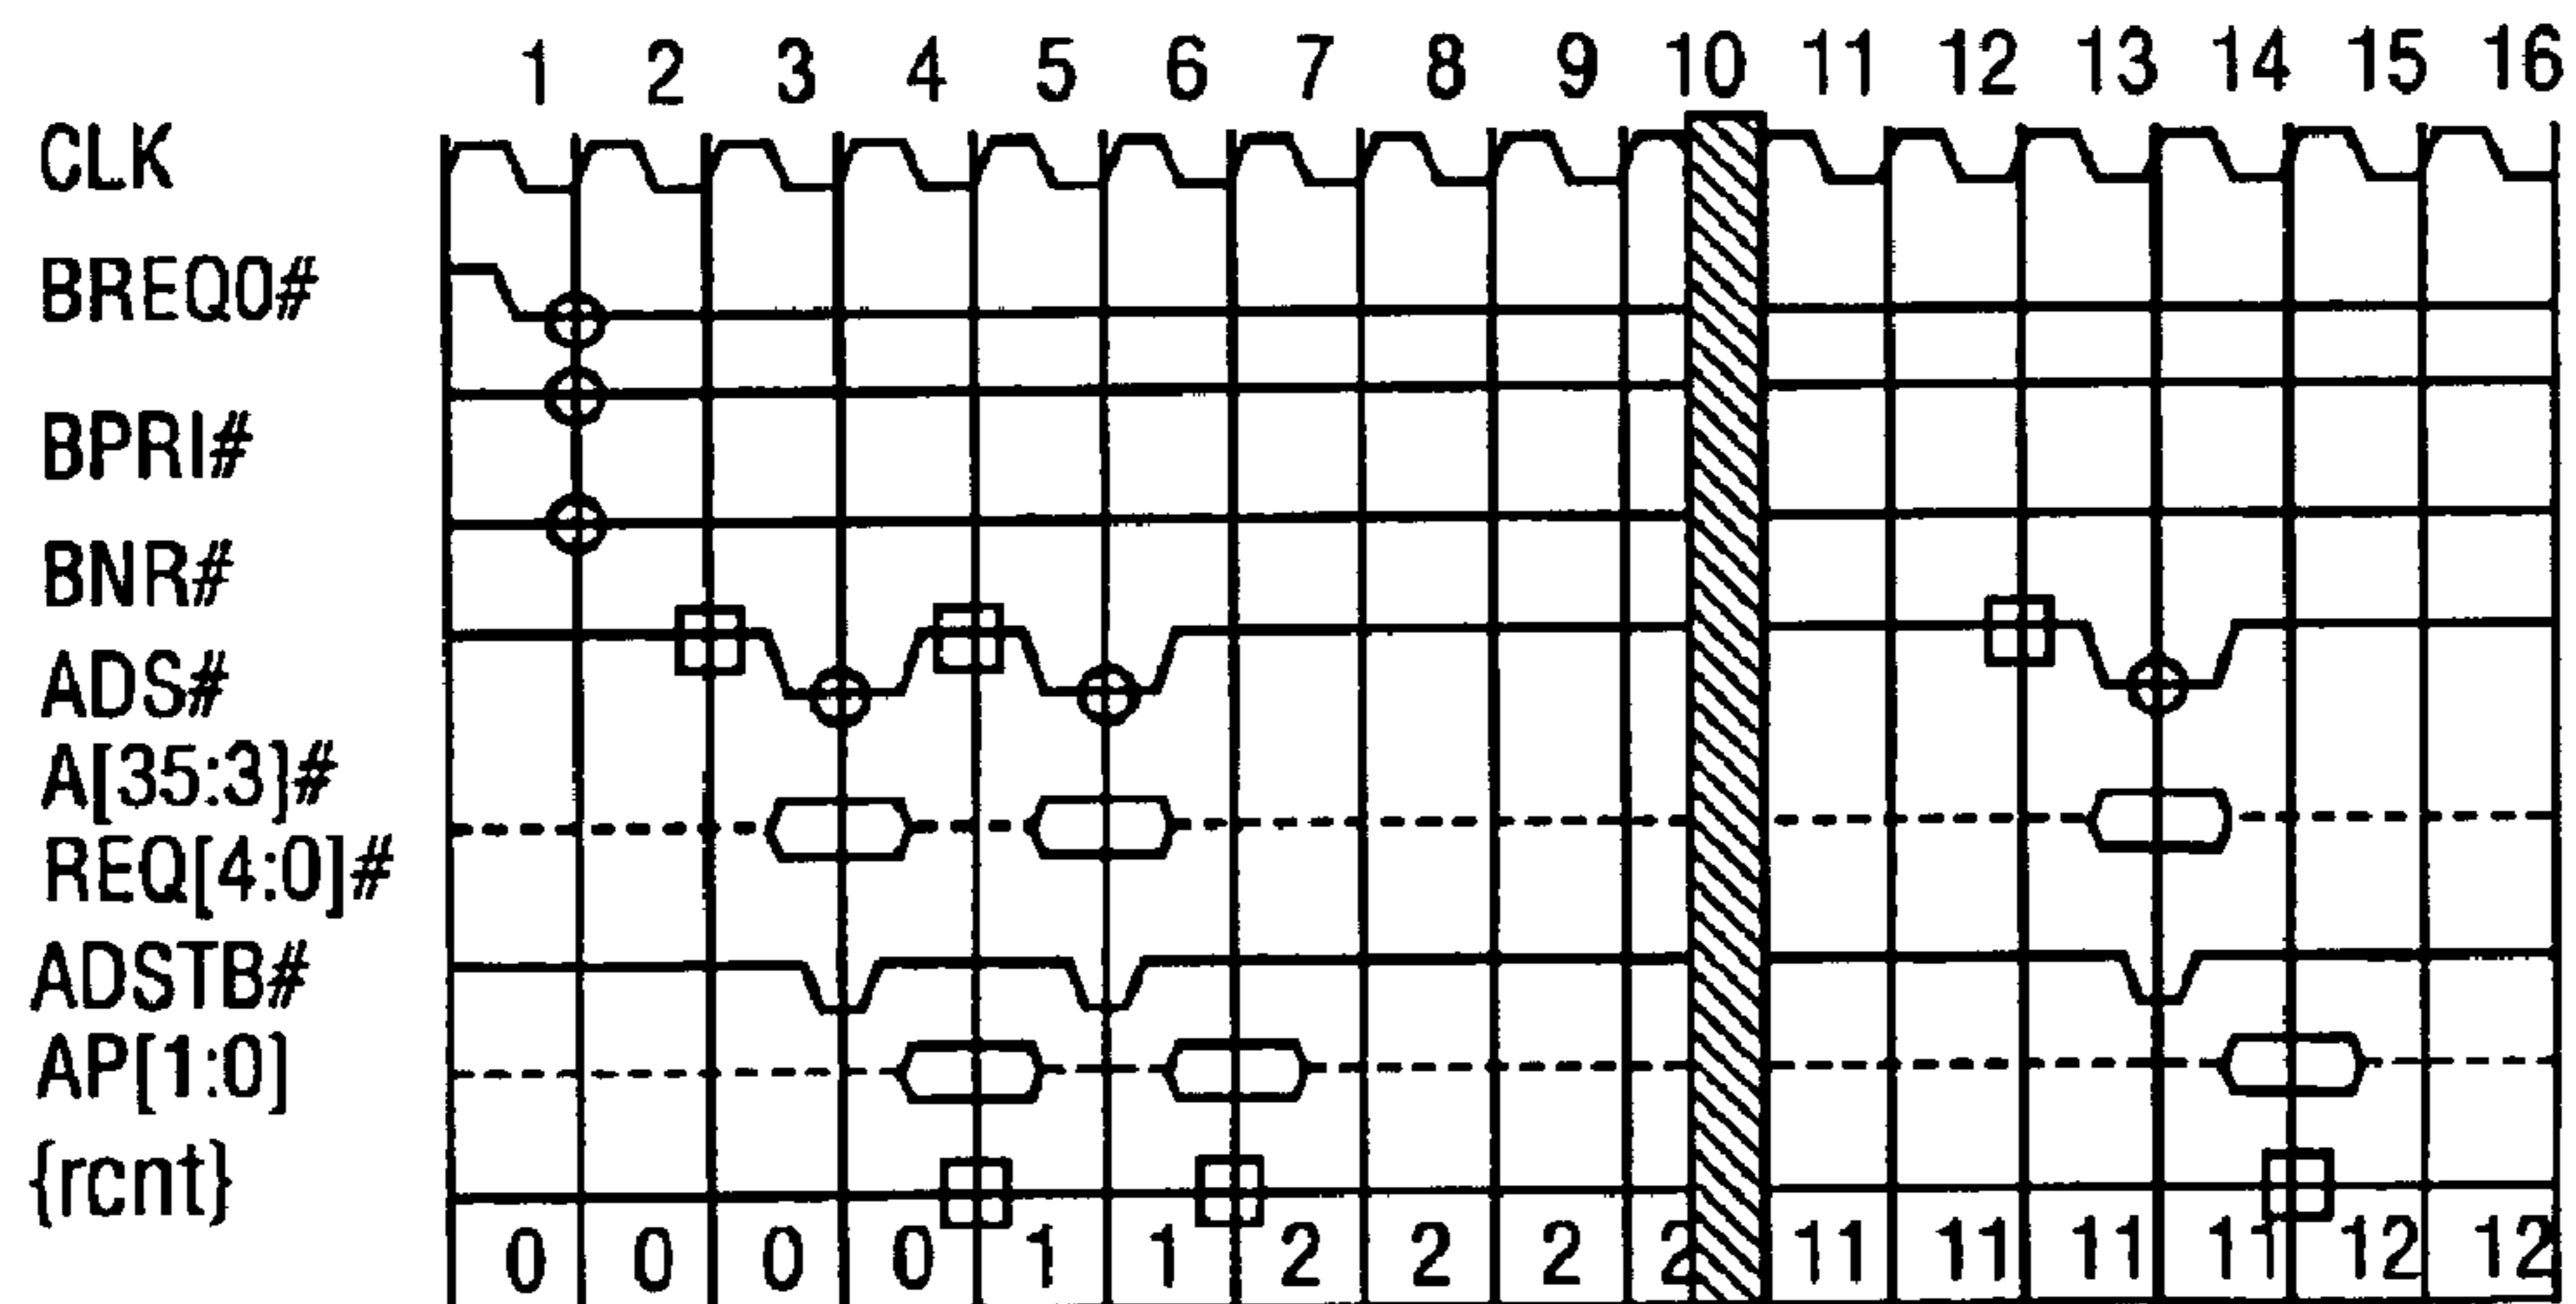 1 2 3 4 5 6 7 8 9 10 11 12 13 14 15 16
CLK
BREQ0#
BPRI#
BNR#
ADS#
A[35:3]#
REQ[4:0]#
ADSTB#
AP[1:0]
{rcnt}
0 0 0 0 1 1 2 2 2 2 11 11 11 11 12 12